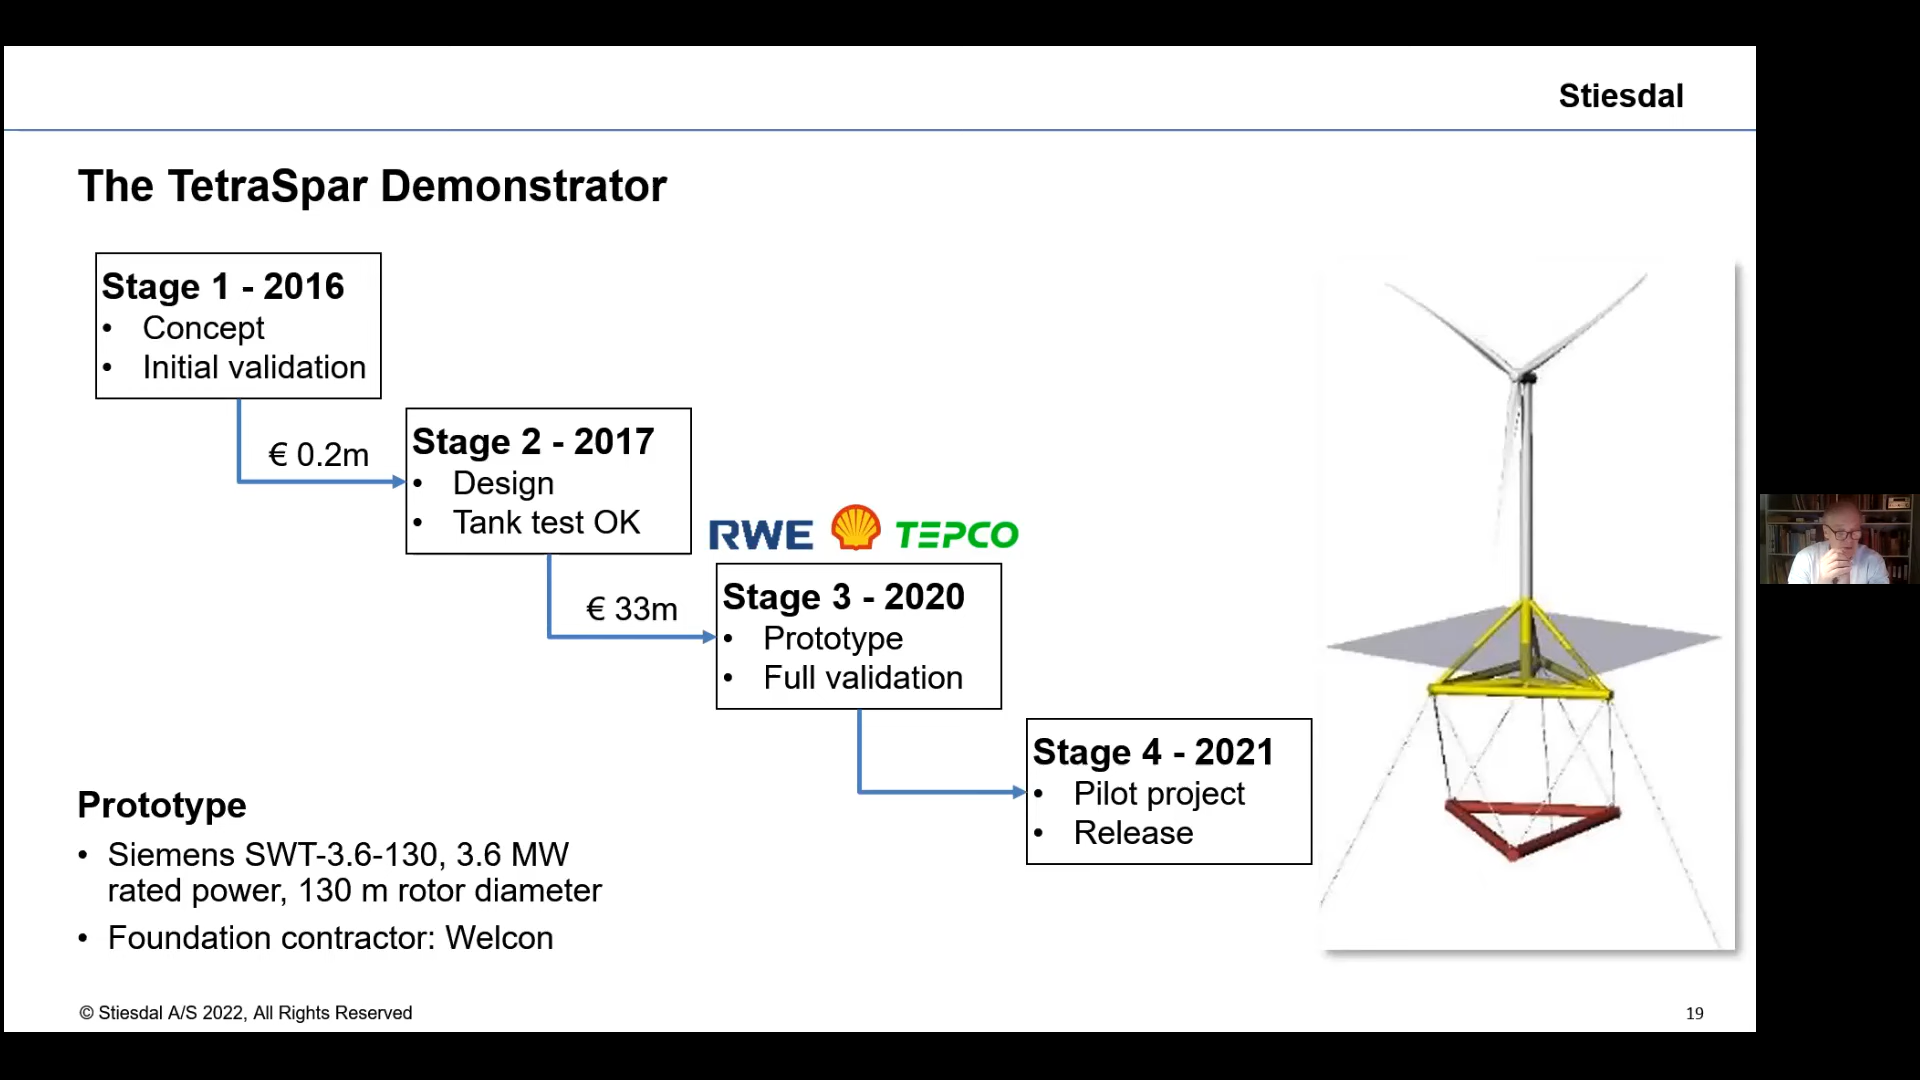 Stiesdal
The TetraSpar Demonstrator
Stage 1 - 2016
• Concept
• Initial validation
€ 0.2m
Stage 2 - 2017
• Design
• Tank test OK
RWE TEPCO
€ 33m
Stage 3 - 2020
• Prototype
• Full validation
Stage 4 - 2021
• Pilot project
• Release
Prototype
• Siemens SWT-3.6-130, 3.6 MW
rated power, 130 m rotor diameter
• Foundation contractor: Welcon
© Stiesdal A/S 2022, All Rights Reserved
19